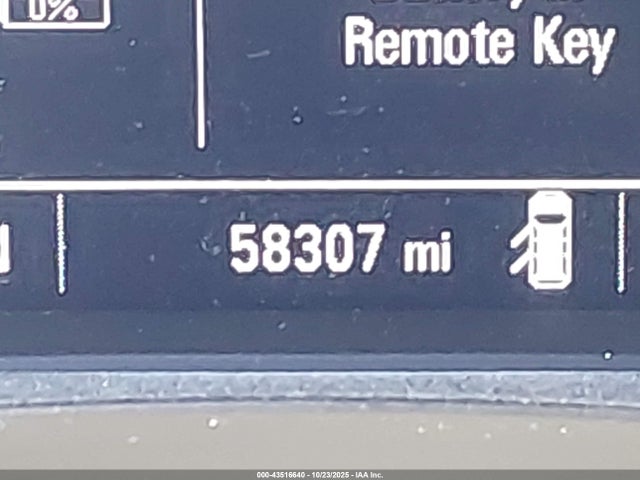 0%
Remote Key
58307 mi
000-43516640 - 10/23/2025 - IAA Inc.